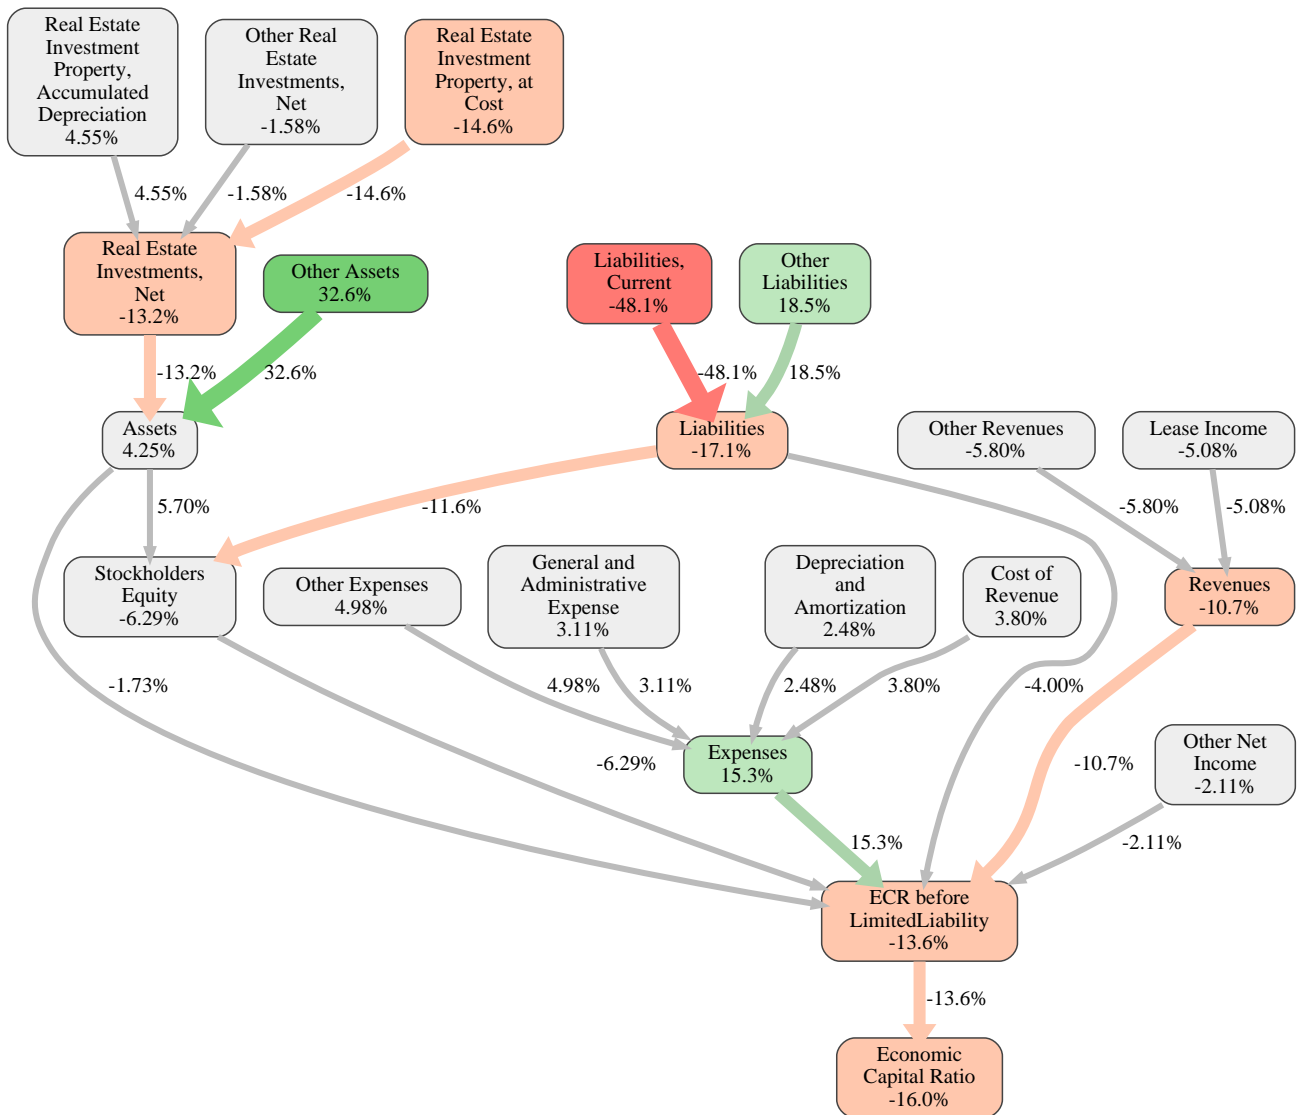 Real Estate
Investment
Property,
Accumulated
Depreciation
4.55%
Other Real
Estate
Investments,
Net
-1.58%
Real Estate
Investment
Property, at
Cost
-14.6%
4.55%
-1.58%
-14.6%
Real Estate
Investments,
Net
-13.2%
Other Assets
32.6%
Liabilities,
Current
-48.1%
Other
Liabilities
18.5%
-13.2%
32.6%
-48.1%
18.5%
Assets
4.25%
Liabilities
-17.1%
Other Revenues
-5.80%
Lease Income
-5.08%
5.70%
-11.6%
-5.80%
-5.08%
Stockholders
Equity
-6.29%
Other Expenses
4.98%
General and
Administrative
Expense
3.11%
Depreciation
and
Amortization
2.48%
Cost of
Revenue
3.80%
Revenues
-10.7%
-1.73%
4.98%
3.11%
2.48%
3.80%
-4.00%
-6.29%
Expenses
15.3%
-10.7%
Other Net
Income
-2.11%
15.3%
-2.11%
ECR before
LimitedLiability
-13.6%
-13.6%
Economic
Capital Ratio
-16.0%